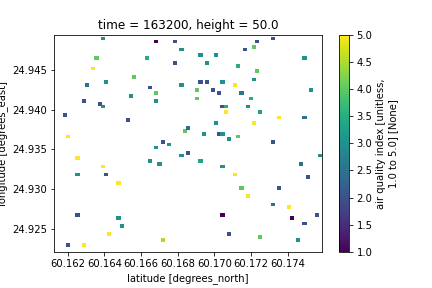 time = 163200, height = 50.0
24.945
24.940
24.935
24.930
24.925
longitude [degrees_east]
60.162 60.164 60.166 60.168 60.170 60.172 60.174
latitude [degrees_north]
5.0
4.5
4.0
3.5
3.0
2.5
2.0
1.5
1.0
air quality index [unitless,
1.0 to 5.0] [None]